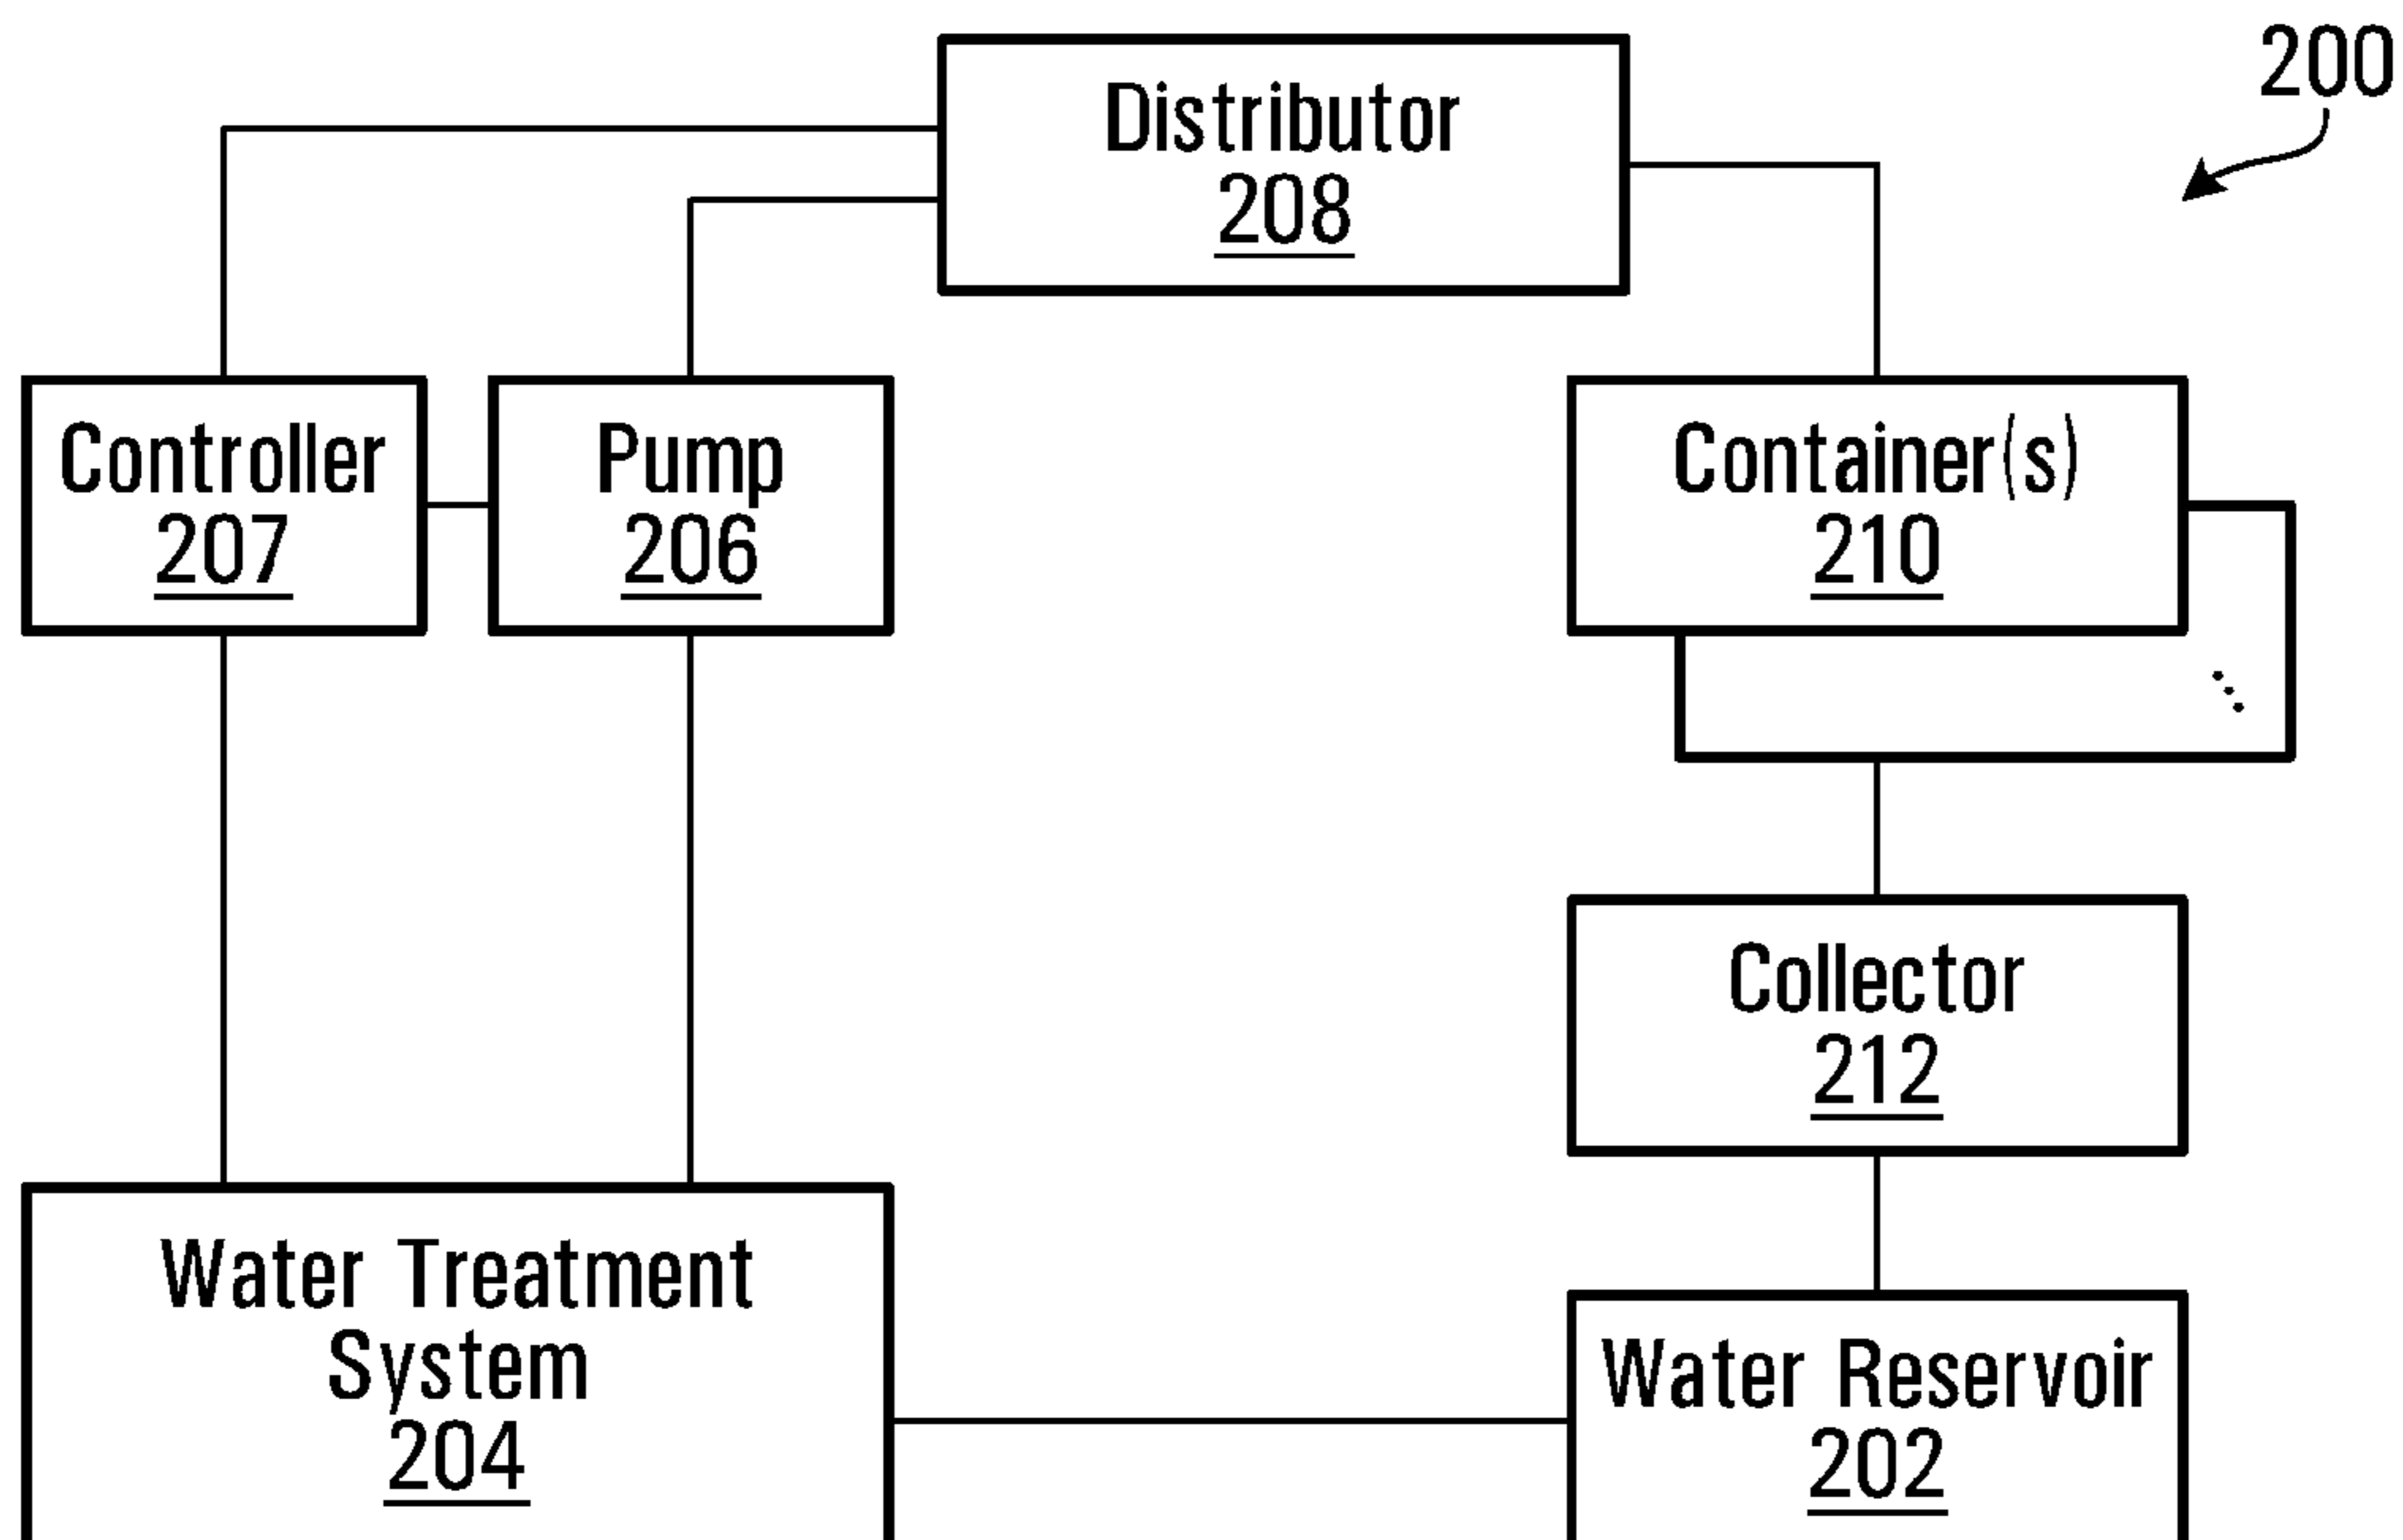 200
Distributor
208
Controller
207
Pump
206
Container(s)
210
Collector
212
Water Treatment
System
204
Water Reservoir
202